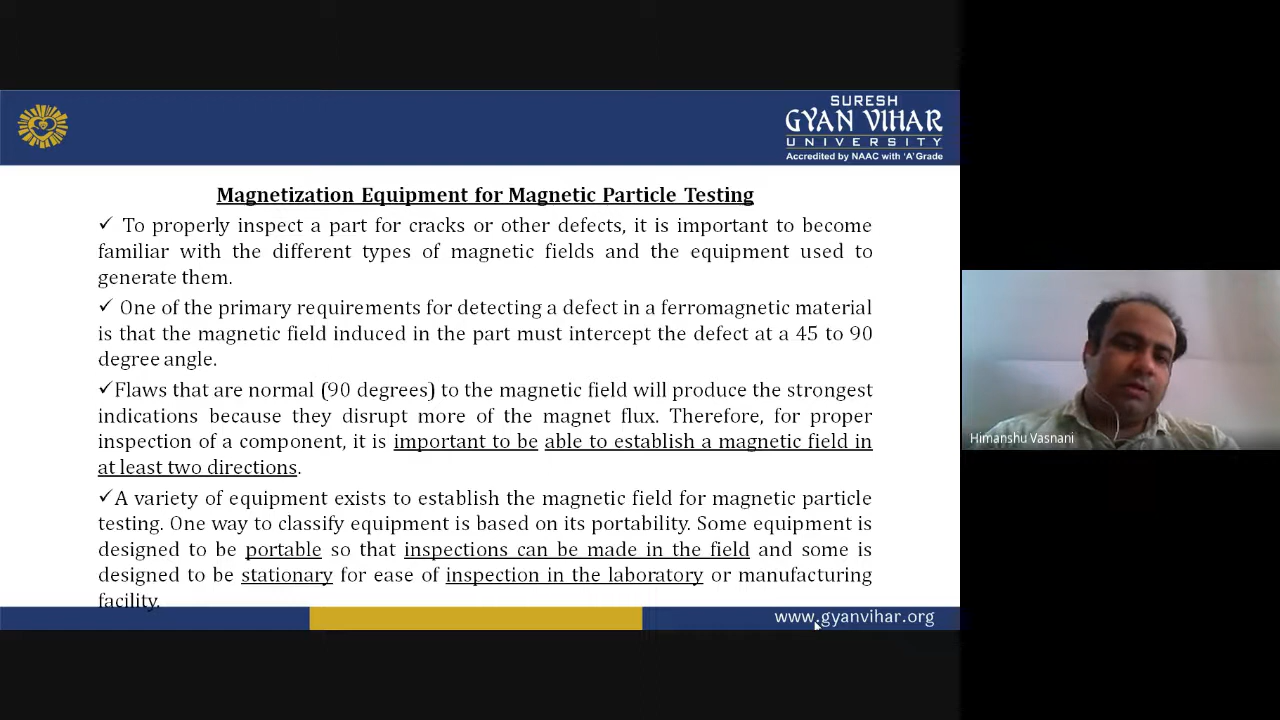 SURESH
GYAN VIHAR
UNIVERSITY
Accredited by NAAC with 'A' Grade
Magnetization Equipment for Magnetic Particle Testing
✓ To properly inspect a part for cracks or other defects, it is important to become
familiar with the different types of magnetic fields and the equipment used to
generate them.
✓ One of the primary requirements for detecting a defect in a ferromagnetic material
is that the magnetic field induced in the part must intercept the defect at a 45 to 90
degree angle.
✓Flaws that are normal (90 degrees) to the magnetic field will produce the strongest
indications because they disrupt more of the magnet flux. Therefore, for proper
inspection of a component, it is important to be able to establish a magnetic field in
at least two directions.
✓A variety of equipment exists to establish the magnetic field for magnetic particle
testing. One way to classify equipment is based on its portability. Some equipment is
designed to be portable so that inspections can be made in the field and some is
designed to be stationary for ease of inspection in the laboratory or manufacturing
facility.
www.gyanvihar.org
Himanshu Vasnani